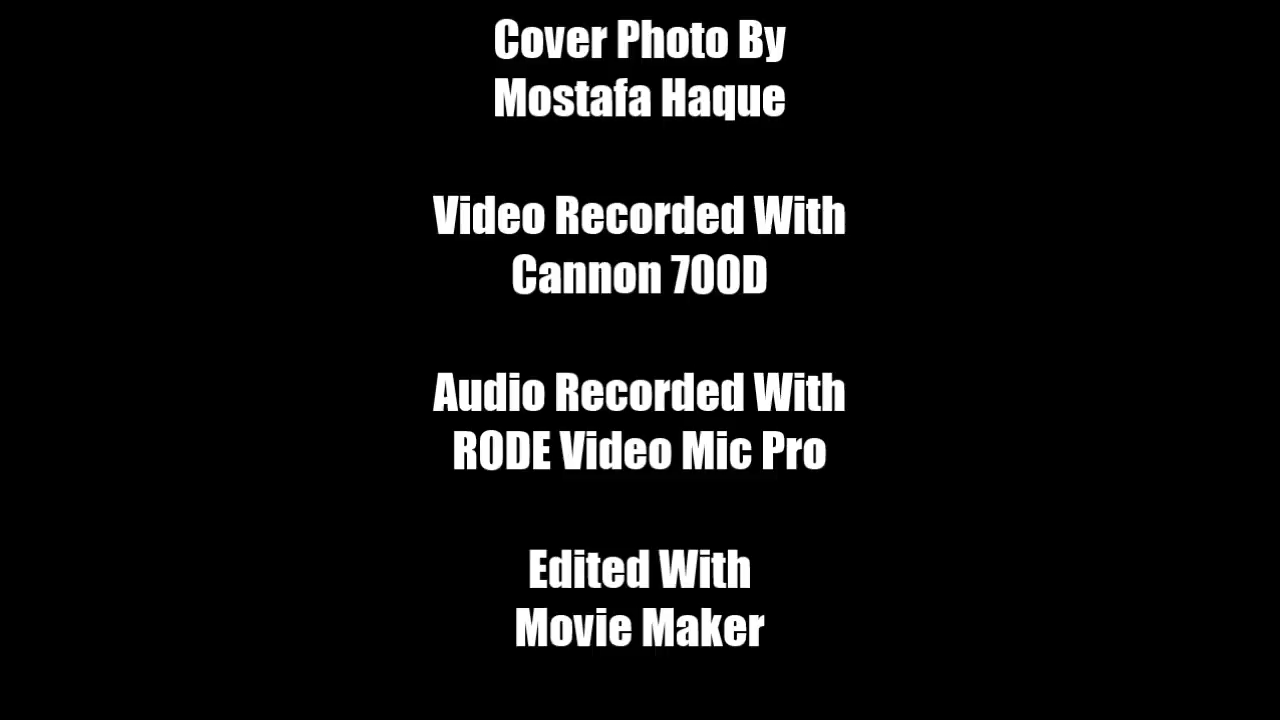 Cover Photo By
Mostafa Haque
Video Recorded With
Cannon 700D
Audio Recorded With
RODE Video Mic Pro
Edited With
Movie Maker